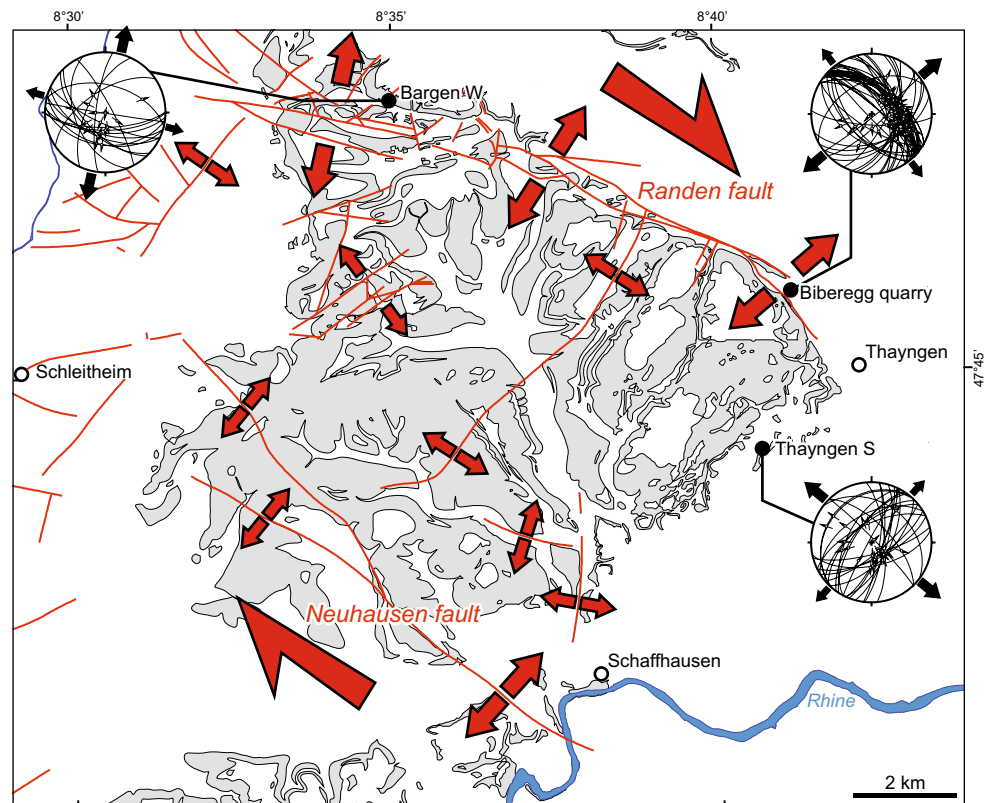 8°30'
8°35'
8°40'
Bargen W
Randen fault
Biberegg quarry
Thayngen
47°45'
Schleitheim
Thayngen S
Neuhausen fault
Schaffhausen
Rhine
2 km